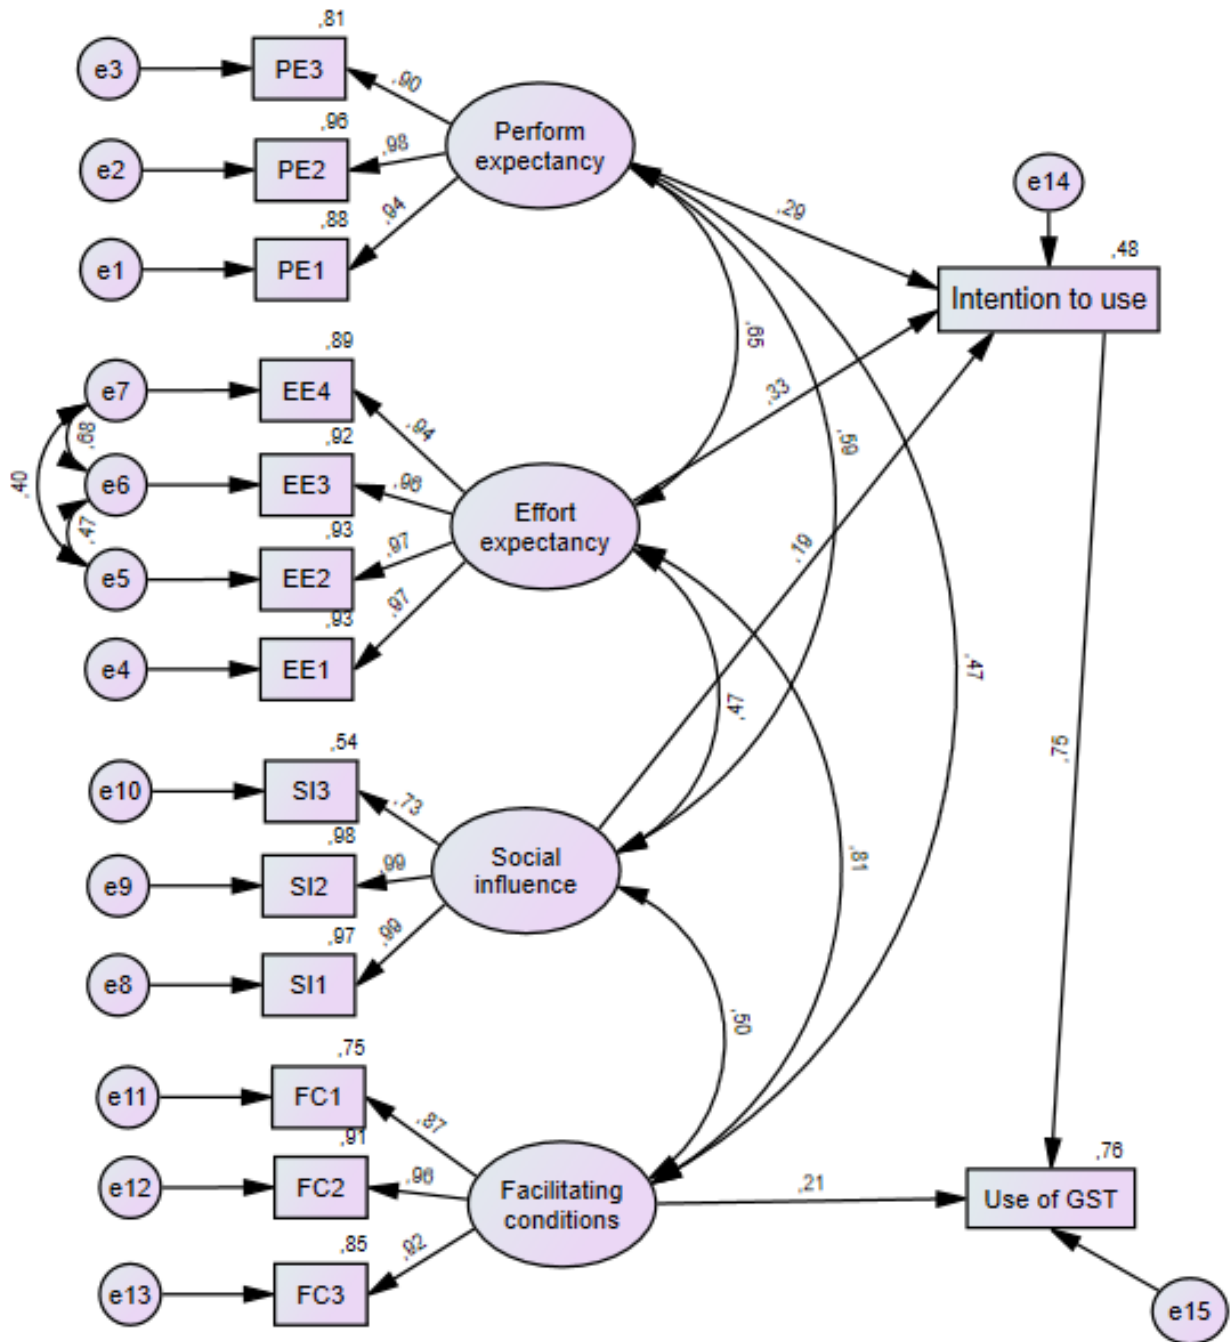 ,81
e3
PE3
,90
Perform
expectancy
,96
e2
PE2
,98
,88
e1
PE1
,94
e14
,29
,48
Intention to use
,65
,89
e7
EE4
,94
,33
,68
,92
e6
EE3
,96
,59
,40
,47
Effort
expectancy
,93
e5
EE2
,97
,19
,93
e4
EE1
,97
,47
,47
,75
,54
e10
SI3
,73
Social
influence
,98
e9
SI2
,99
,81
,97
e8
SI1
,99
,50
,75
e11
FC1
,87
,91
e12
FC2
,96
Facilitating
conditions
,21
,76
Use of GST
,85
e13
FC3
,92
e15